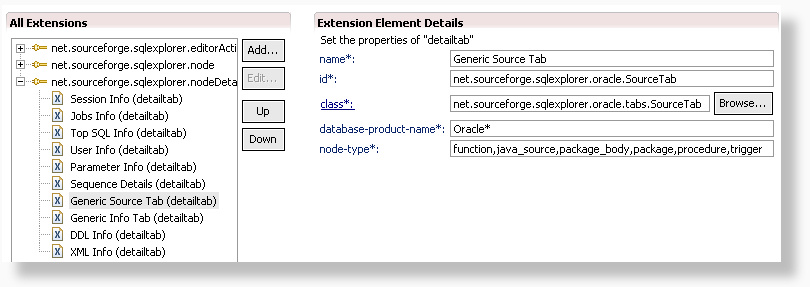 All Extensions
net.sourceforge.sqlexplorer.editorActi
net.sourceforge.sqlexplorer.node
net.sourceforge.sqlexplorer.nodeDeta
Session Info (detailtab)
Jobs Info (detailtab)
Top SQL Info (detailtab)
User Info (detailtab)
Parameter Info (detailtab)
Sequence Details (detailtab)
Generic Source Tab (detailtab)
Generic Info Tab (detailtab)
DDL Info (detailtab)
XML Info (detailtab)
Add...
Edit...
Up
Down
Extension Element Details
Set the properties of "detailtab"
name*: Generic Source Tab
id*: net.sourceforge.sqlexplorer.oracle.SourceTab
class*: net.sourceforge.sqlexplorer.oracle.tabs.SourceTab Browse...
database-product-name*: Oracle*
node-type*: function,java_source,package_body,package,procedure,trigger